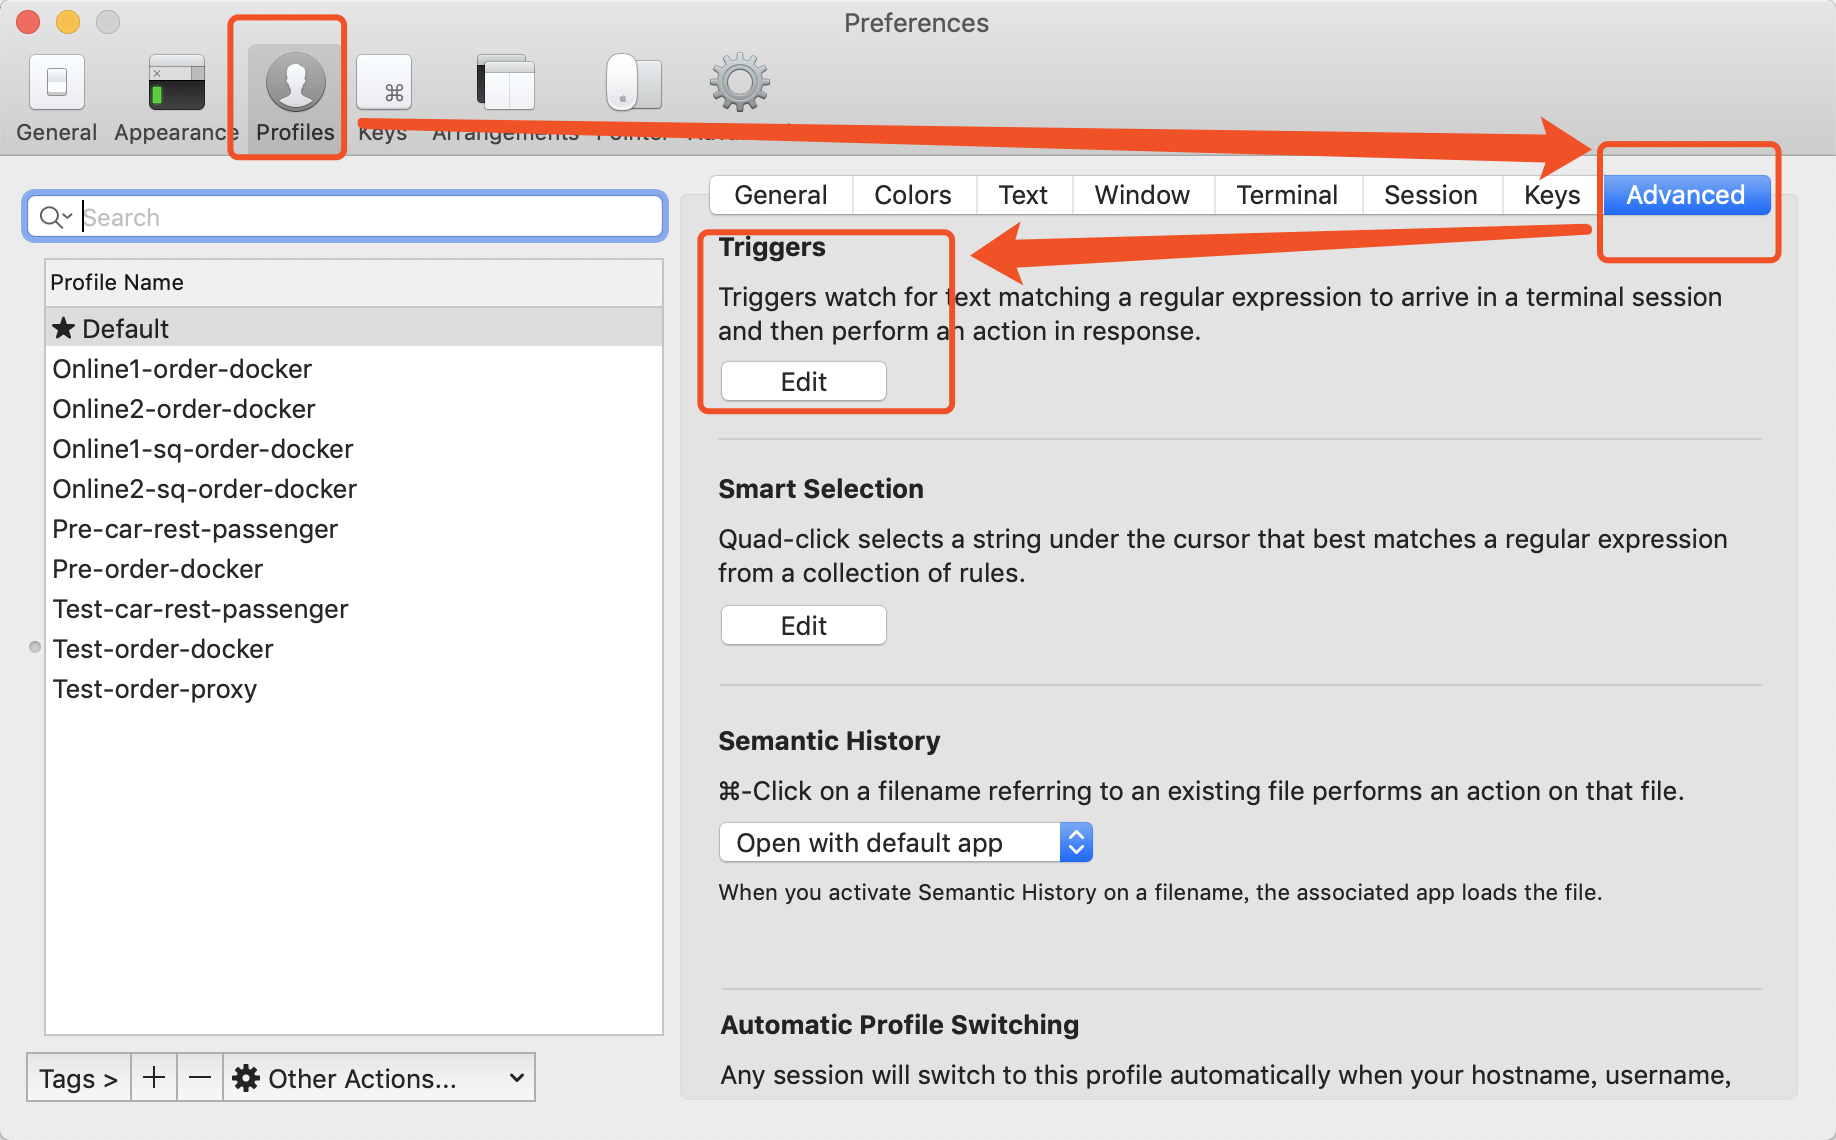 Preferences
General Appearance Profiles Keys Arrangements Pointer
General Colors Text Window Terminal Session Keys Advanced
Search
Profile Name
★ Default
Online1-order-docker
Online2-order-docker
Online1-sq-order-docker
Online2-sq-order-docker
Pre-car-rest-passenger
Pre-order-docker
Test-car-rest-passenger
Test-order-docker
Test-order-proxy
Tags > + − Other Actions...
Triggers
Triggers watch for text matching a regular expression to arrive in a terminal session
and then perform an action in response.
Edit
Smart Selection
Quad-click selects a string under the cursor that best matches a regular expression
from a collection of rules.
Edit
Semantic History
⌘-Click on a filename referring to an existing file performs an action on that file.
Open with default app
When you activate Semantic History on a filename, the associated app loads the file.
Automatic Profile Switching
Any session will switch to this profile automatically when your hostname, username,